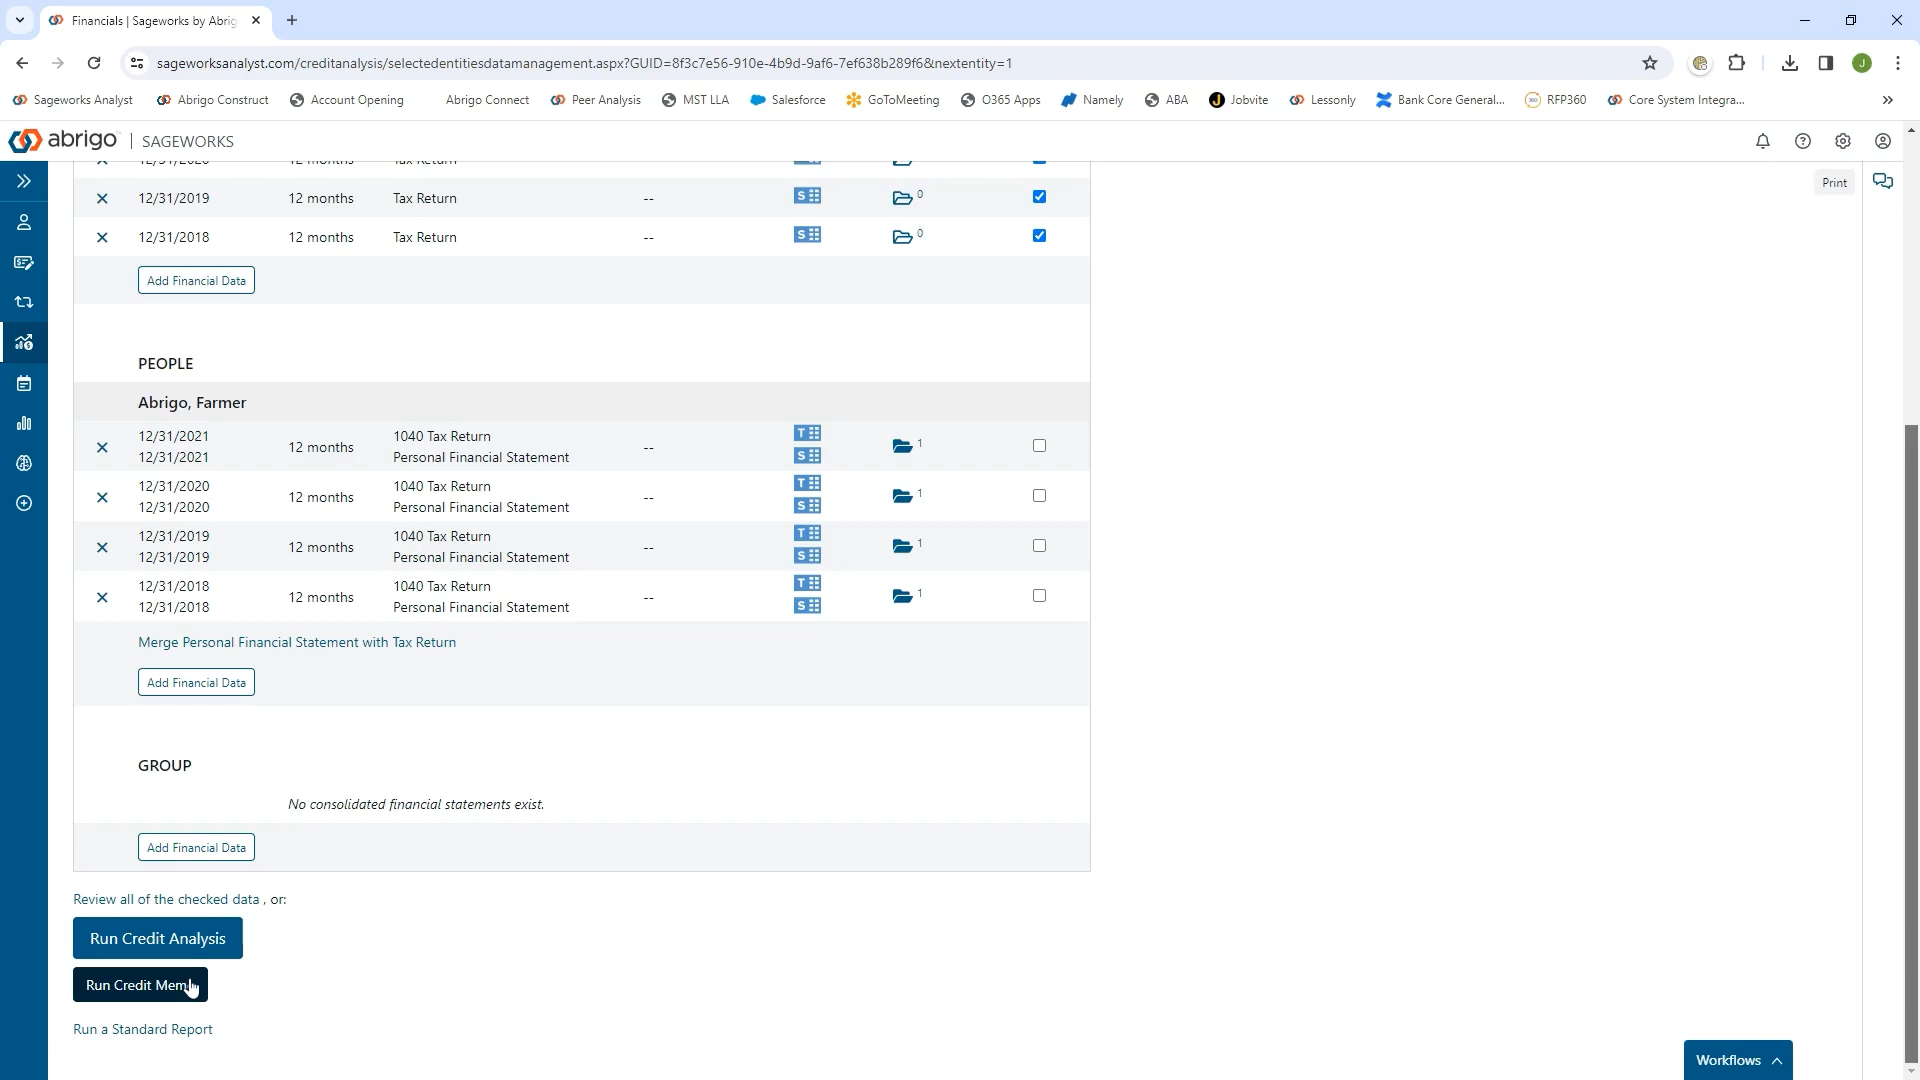 Financials | Sageworks by Abrig
sageworksanalyst.com/creditanalysis/selectedentitiesdatamanagement.aspx?GUID=8f3c7e56-910e-4b9d-9af6-7ef638b289f6&nextentity=1
J
Sageworks Analyst Abrigo Construct Account Opening Abrigo Connect Peer Analysis MST LLA Salesforce GoToMeeting O365 Apps Namely ABA Jobvite Lessonly Bank Core General... RFP360 Core System Integra...
abrigo | SAGEWORKS
12/31/2020 12 months Tax Return
Print
12/31/2019 12 months Tax Return -- S 0
12/31/2018 12 months Tax Return -- S 0
Add Financial Data
PEOPLE
Abrigo, Farmer
12/31/2021 1040 Tax Return T
12 months -- 1
12/31/2021 Personal Financial Statement S
12/31/2020 1040 Tax Return T
12 months -- 1
12/31/2020 Personal Financial Statement S
12/31/2019 1040 Tax Return T
12 months -- 1
12/31/2019 Personal Financial Statement S
12/31/2018 1040 Tax Return T
12 months -- 1
12/31/2018 Personal Financial Statement S
Merge Personal Financial Statement with Tax Return
Add Financial Data
GROUP
No consolidated financial statements exist.
Add Financial Data
Review all of the checked data , or:
Run Credit Analysis
Run Credit Mem
Run a Standard Report
Workflows